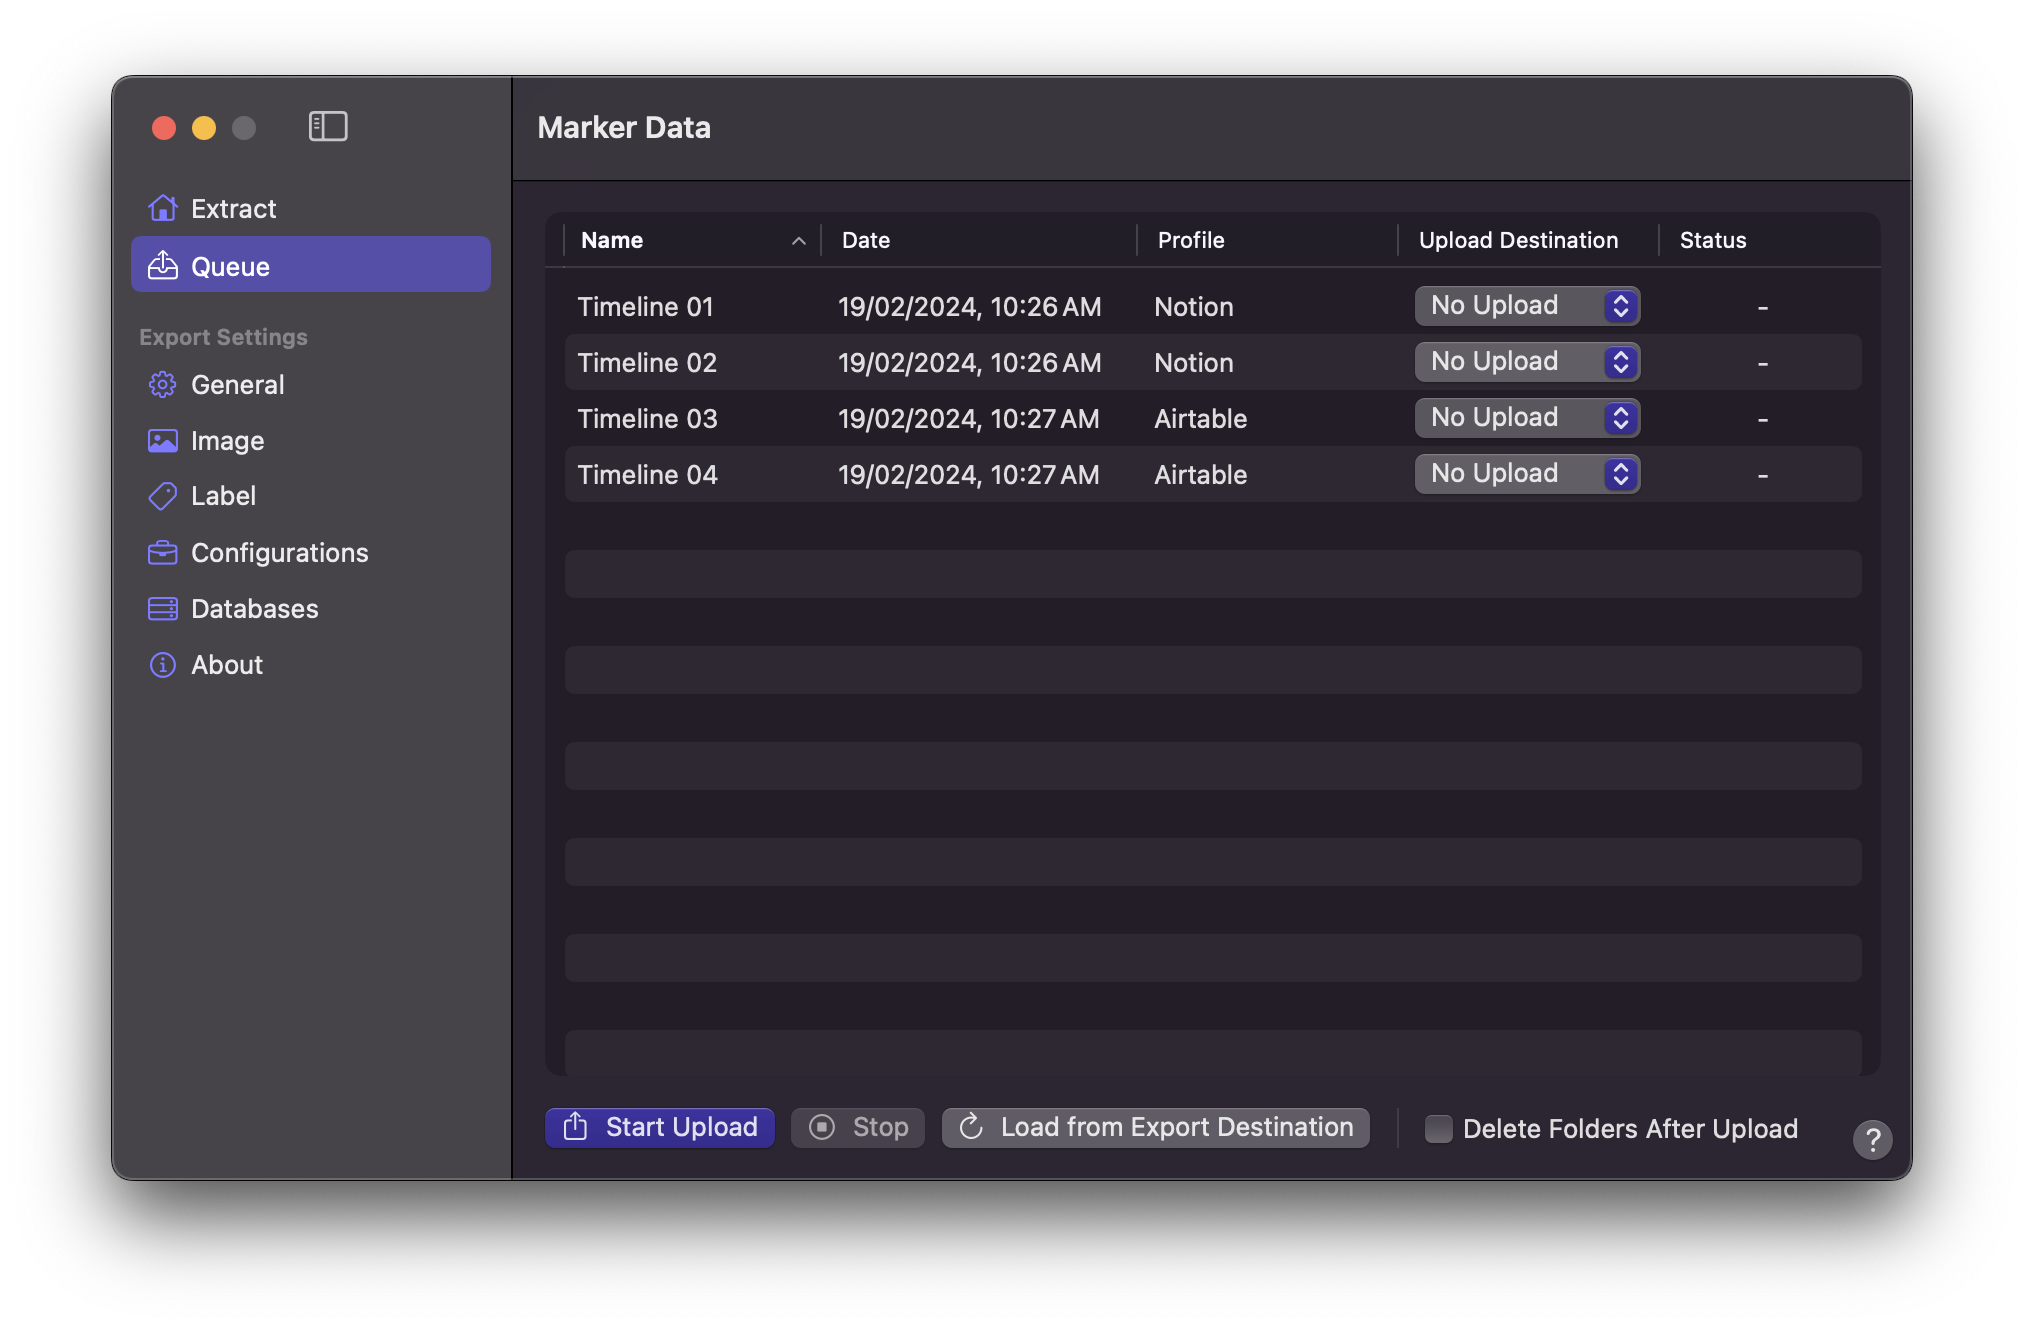 Marker Data
Extract
Queue
Export Settings
General
Image
Label
Configurations
Databases
About
Name Date Profile Upload Destination Status
Timeline 01 19/02/2024, 10:26 AM Notion No Upload -
Timeline 02 19/02/2024, 10:26 AM Notion No Upload -
Timeline 03 19/02/2024, 10:27 AM Airtable No Upload -
Timeline 04 19/02/2024, 10:27 AM Airtable No Upload -
Start Upload Stop Load from Export Destination Delete Folders After Upload ?